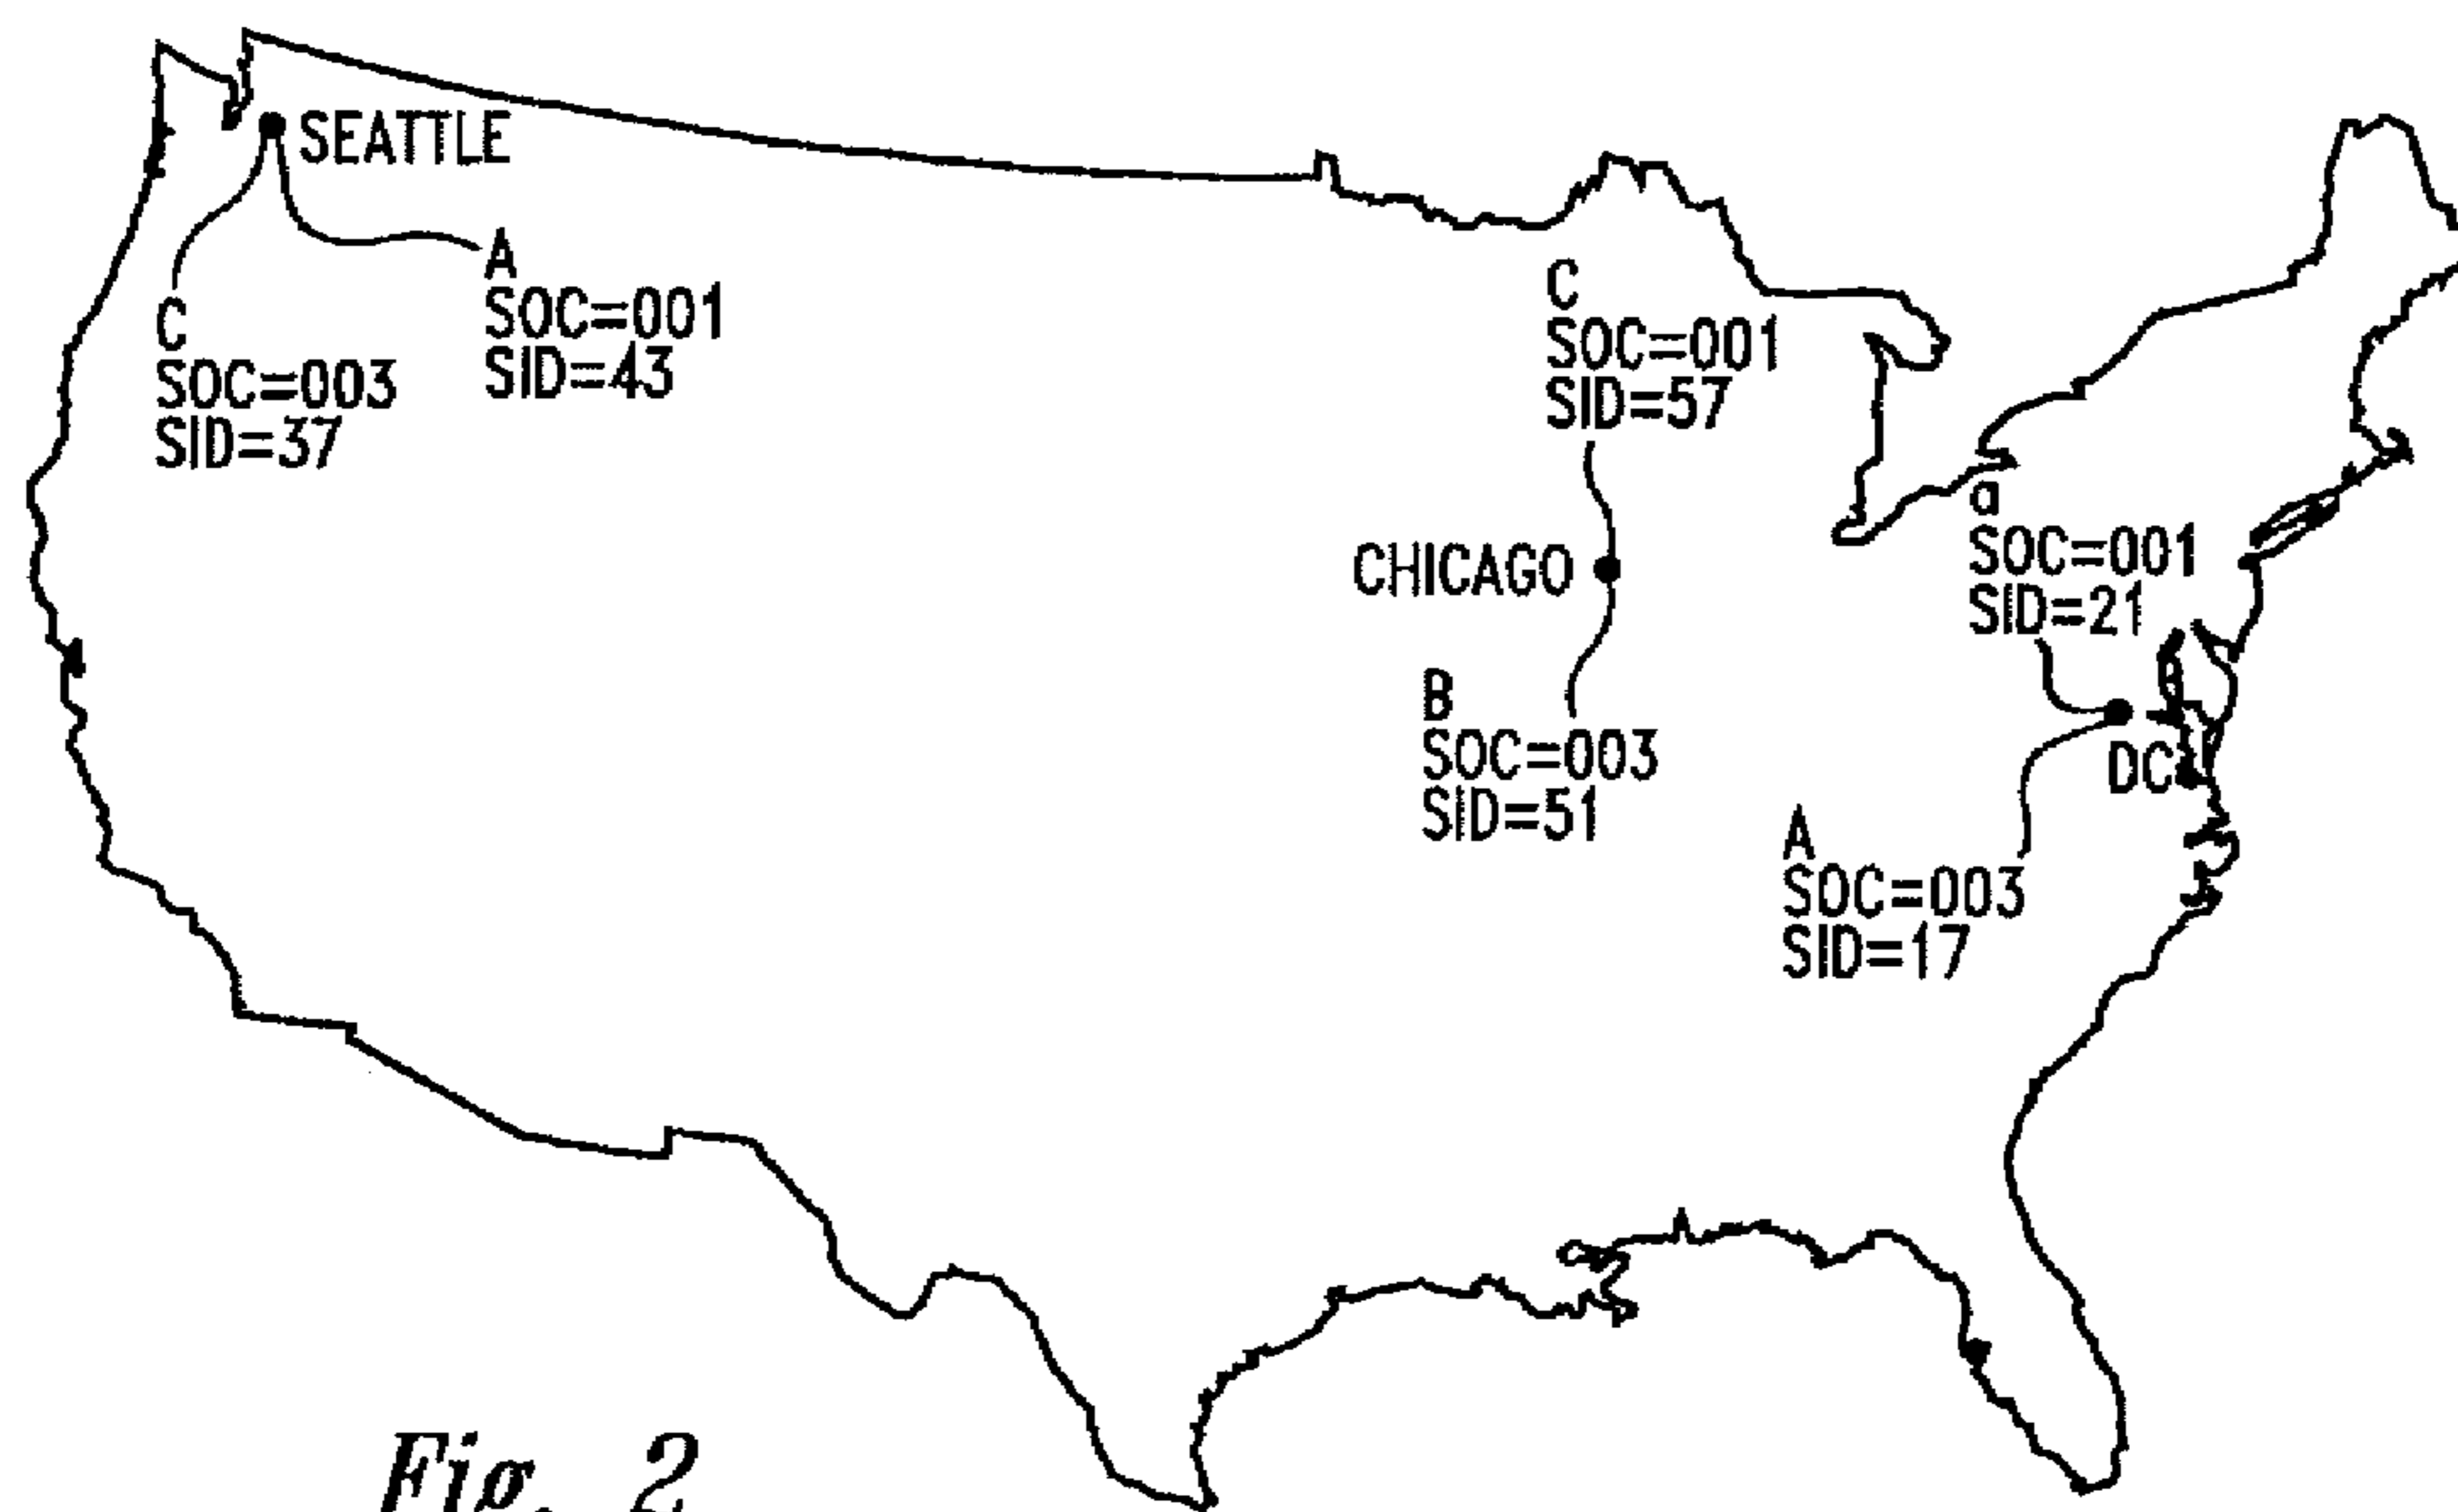 SEATTLE
C
SOC=003
SID=37
A
SOC=001
SID=43
C
SOC=001
SID=57
CHICAGO
B
SOC=003
SID=51
a
SOC=001
SID=21
DC
A
SOC=003
SID=17
Fig. 2